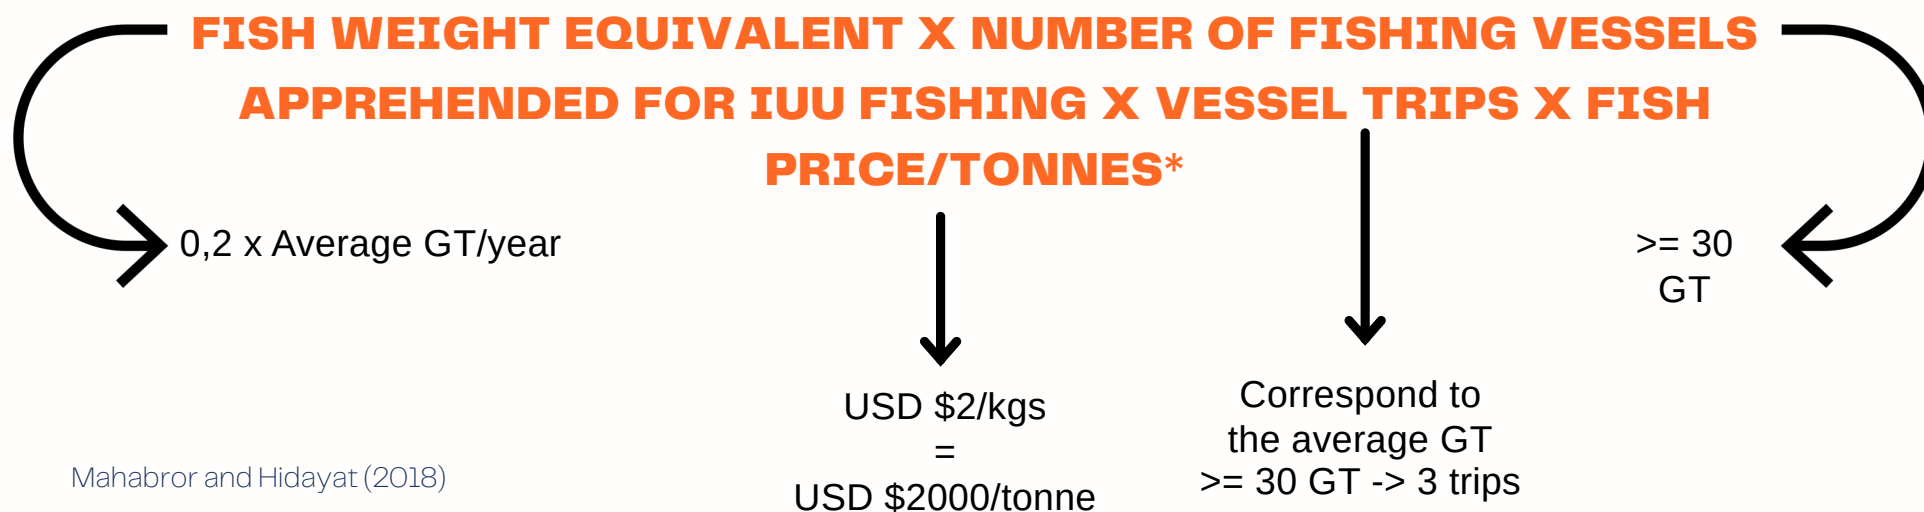 FISH WEIGHT EQUIVALENT X NUMBER OF FISHING VESSELS
APPREHENDED FOR IUU FISHING X VESSEL TRIPS X FISH
PRICE/TONNES*
0,2 x Average GT/year
>= 30
GT
USD $2/kgs
=
USD $2000/tonne
Correspond to
the average GT
>= 30 GT -> 3 trips
Mahabror and Hidayat (2018)